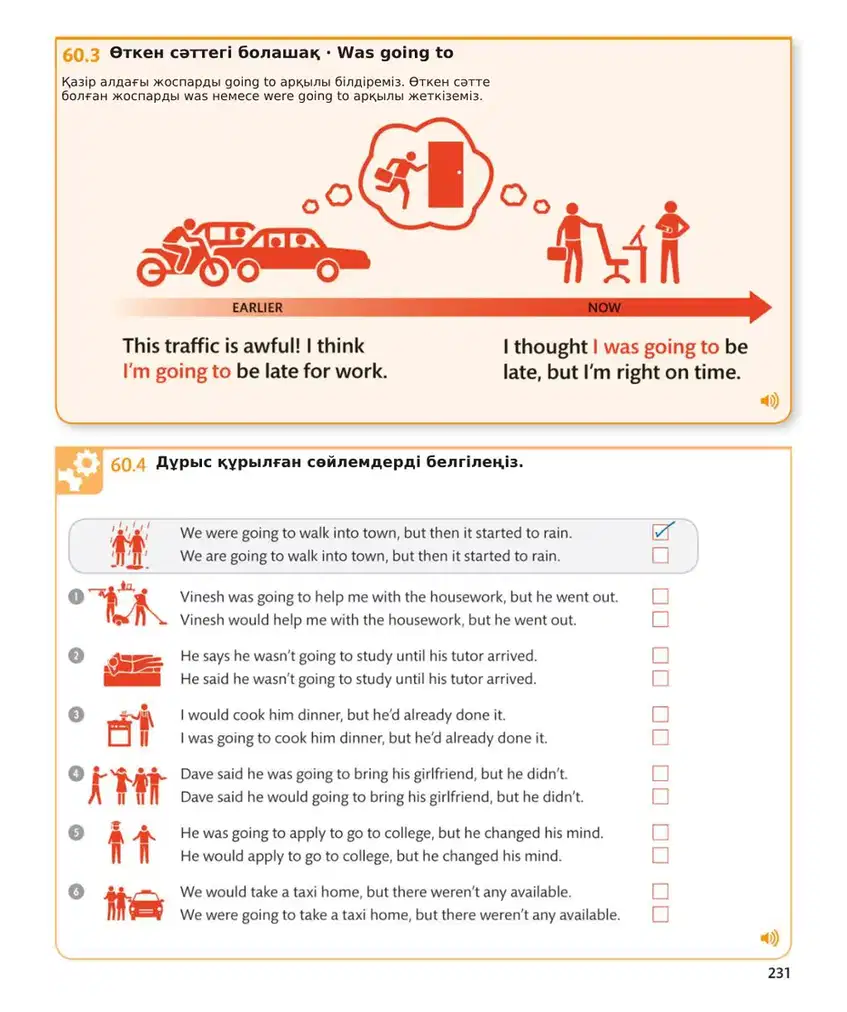 60.3 Өткен сәттегі болашақ · Was going to
Қазір алдағы жоспарды going to арқылы білдіреміз. Өткен сәтте
болған жоспарды was немесе were going to арқылы жеткіземіз.
EARLIER
NOW
This traffic is awful! I think
I'm going to be late for work.
I thought I was going to be
late, but I'm right on time.
60.4 Дұрыс құрылған сөйлемдерді белгілеңіз.
We were going to walk into town, but then it started to rain.
We are going to walk into town, but then it started to rain.
1 Vinesh was going to help me with the housework, but he went out.
Vinesh would help me with the housework, but he went out.
2 He says he wasn't going to study until his tutor arrived.
He said he wasn't going to study until his tutor arrived.
3 I would cook him dinner, but he'd already done it.
I was going to cook him dinner, but he'd already done it.
4 Dave said he was going to bring his girlfriend, but he didn't.
Dave said he would going to bring his girlfriend, but he didn't.
5 He was going to apply to go to college, but he changed his mind.
He would apply to go to college, but he changed his mind.
6 We would take a taxi home, but there weren't any available.
We were going to take a taxi home, but there weren't any available.
231